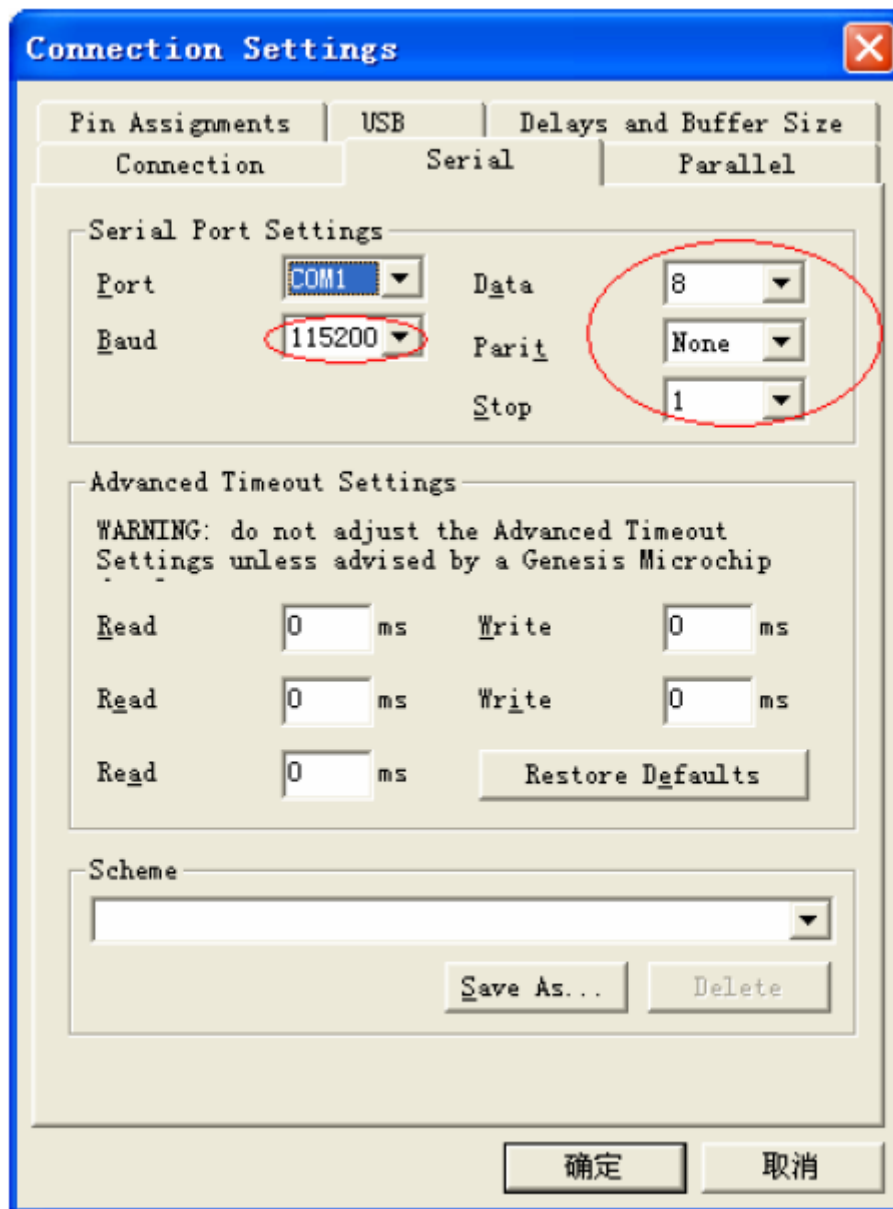 Connection Settings
Pin Assignments USB Delays and Buffer Size
Connection Serial Parallel
Serial Port Settings
Port COM1 Data 8
Baud 115200 Parit None
Stop 1
Advanced Timeout Settings
WARNING: do not adjust the Advanced Timeout
Settings unless advised by a Genesis Microchip
Read 0 ms Write 0 ms
Read 0 ms Write 0 ms
Read 0 ms Restore Defaults
Scheme
Save As... Delete
确定 取消